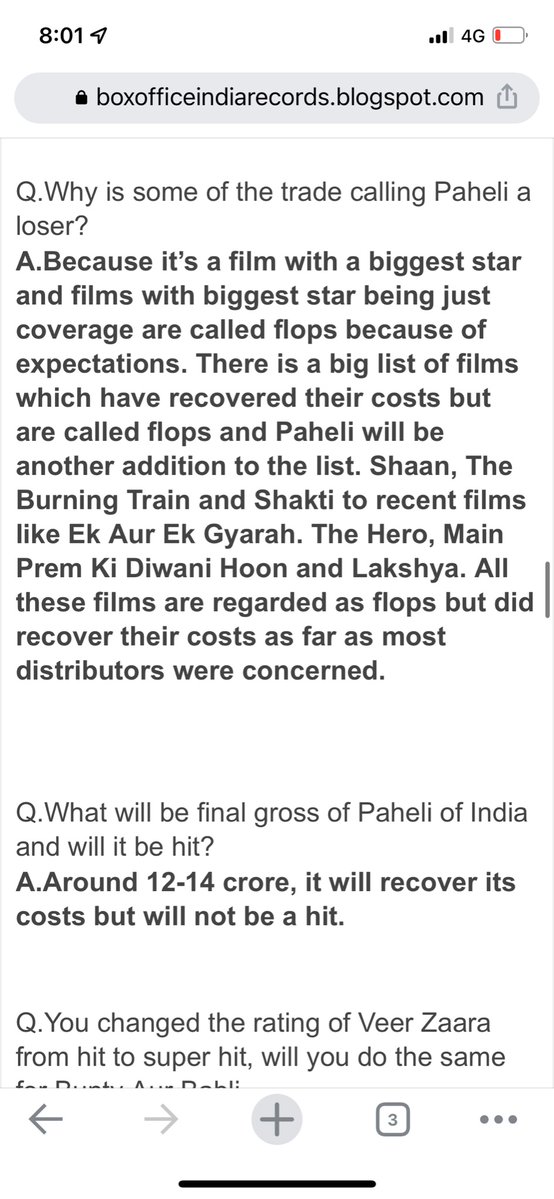 8:01
4G
boxofficeindiarecords.blogspot.com
Q.Why is some of the trade calling Paheli a
loser?
A.Because it’s a film with a biggest star
and films with biggest star being just
coverage are called flops because of
expectations. There is a big list of films
which have recovered their costs but
are called flops and Paheli will be
another addition to the list. Shaan, The
Burning Train and Shakti to recent films
like Ek Aur Ek Gyarah. The Hero, Main
Prem Ki Diwani Hoon and Lakshya. All
these films are regarded as flops but did
recover their costs as far as most
distributors were concerned.
Q.What will be final gross of Paheli of India
and will it be hit?
A.Around 12-14 crore, it will recover its
costs but will not be a hit.
Q.You changed the rating of Veer Zaara
from hit to super hit, will you do the same
3